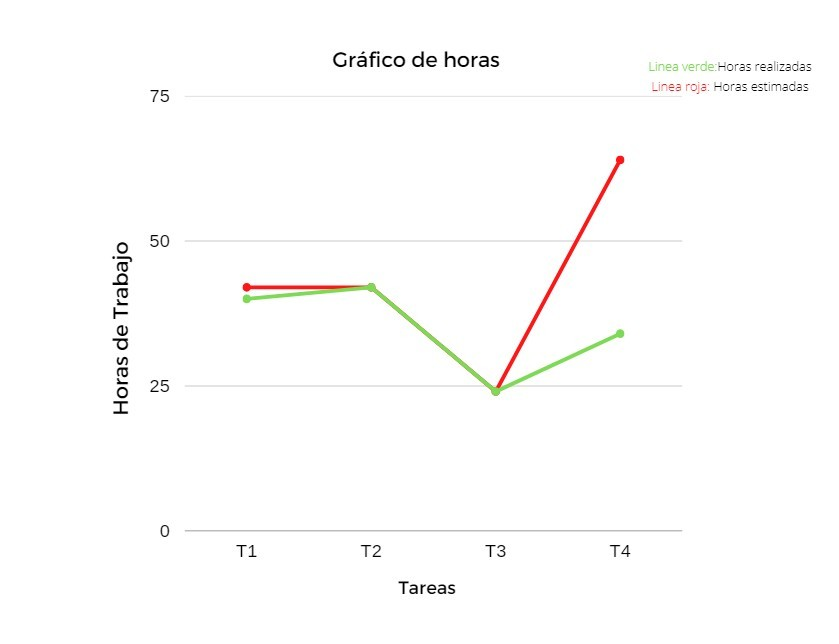 Gráfico de horas
Linea verde:Horas realizadas
Linea roja: Horas estimadas
75
50
25
0
Horas de Trabajo
T1 T2 T3 T4
Tareas